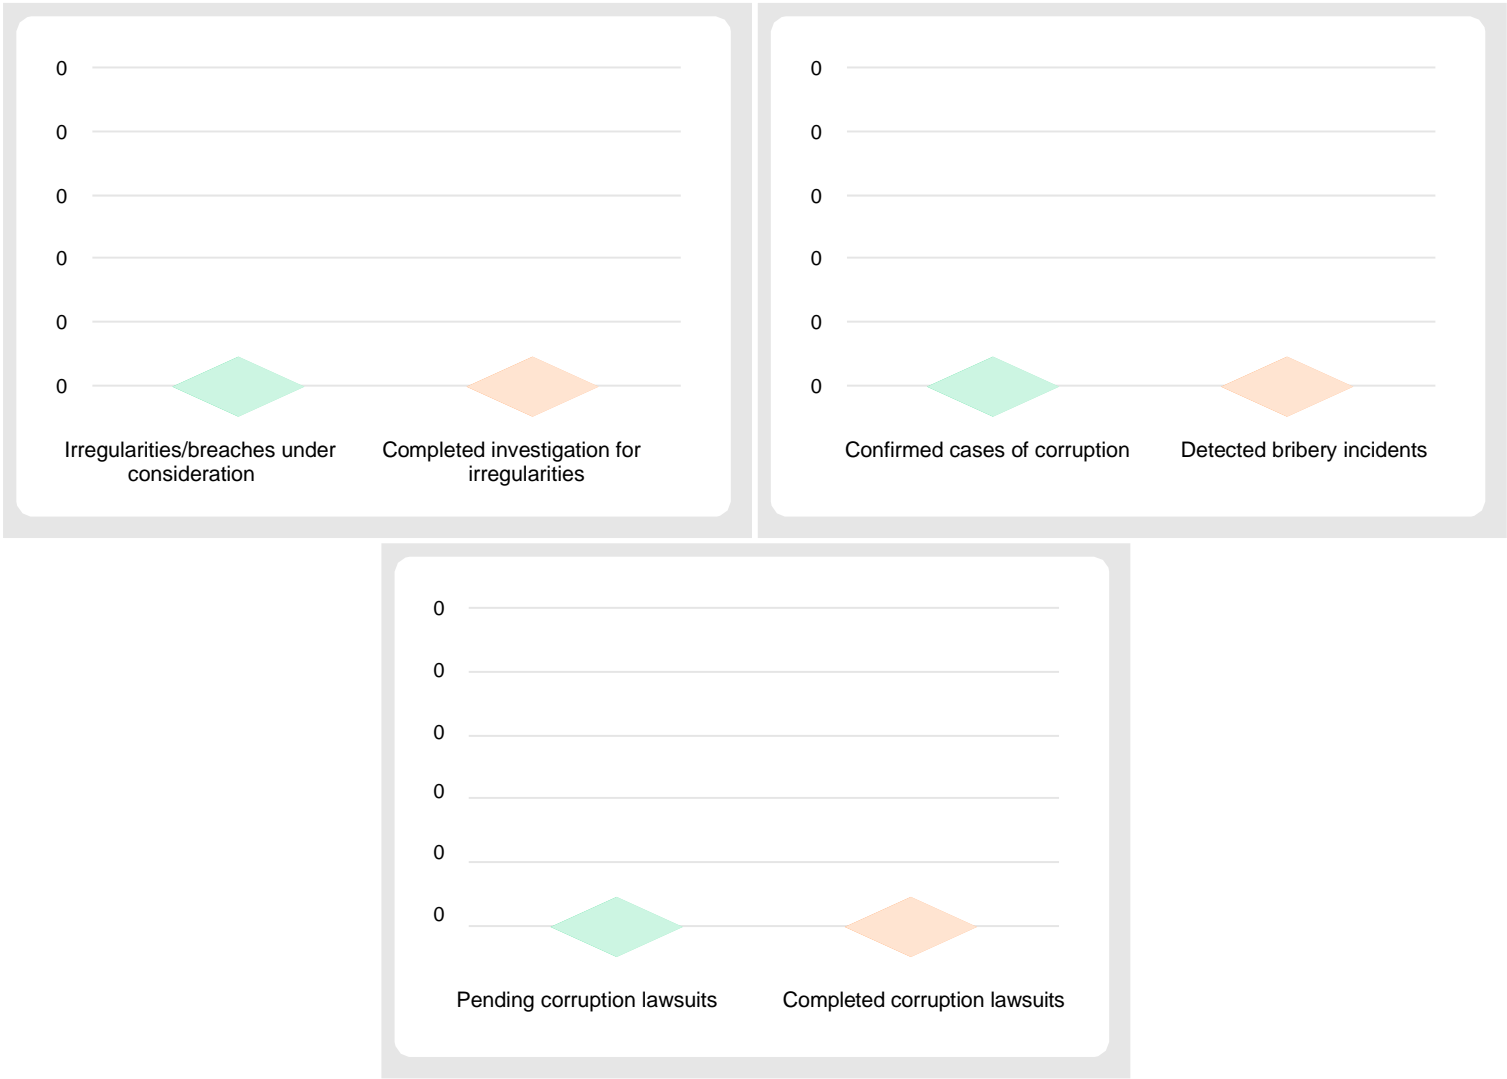 0
0
0
0
0
0
Irregularities/breaches under
consideration
Completed investigation for
irregularities
0
0
0
0
0
0
Confirmed cases of corruption
Detected bribery incidents
0
0
0
0
0
0
Pending corruption lawsuits
Completed corruption lawsuits